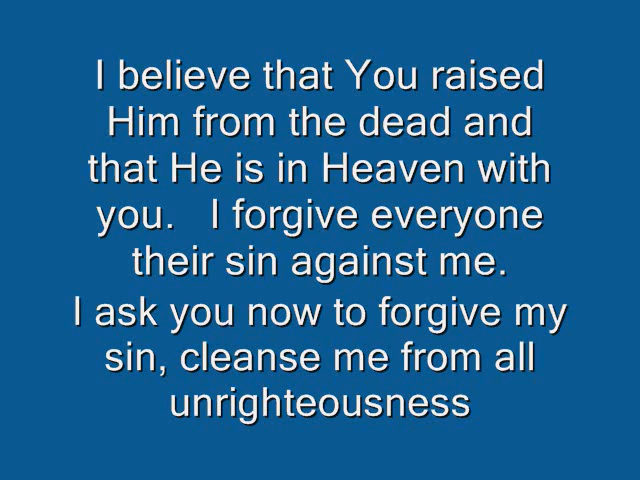 I believe that You raised
Him from the dead and
that He is in Heaven with
you.   I forgive everyone
their sin against me.
I ask you now to forgive my
sin, cleanse me from all
unrighteousness